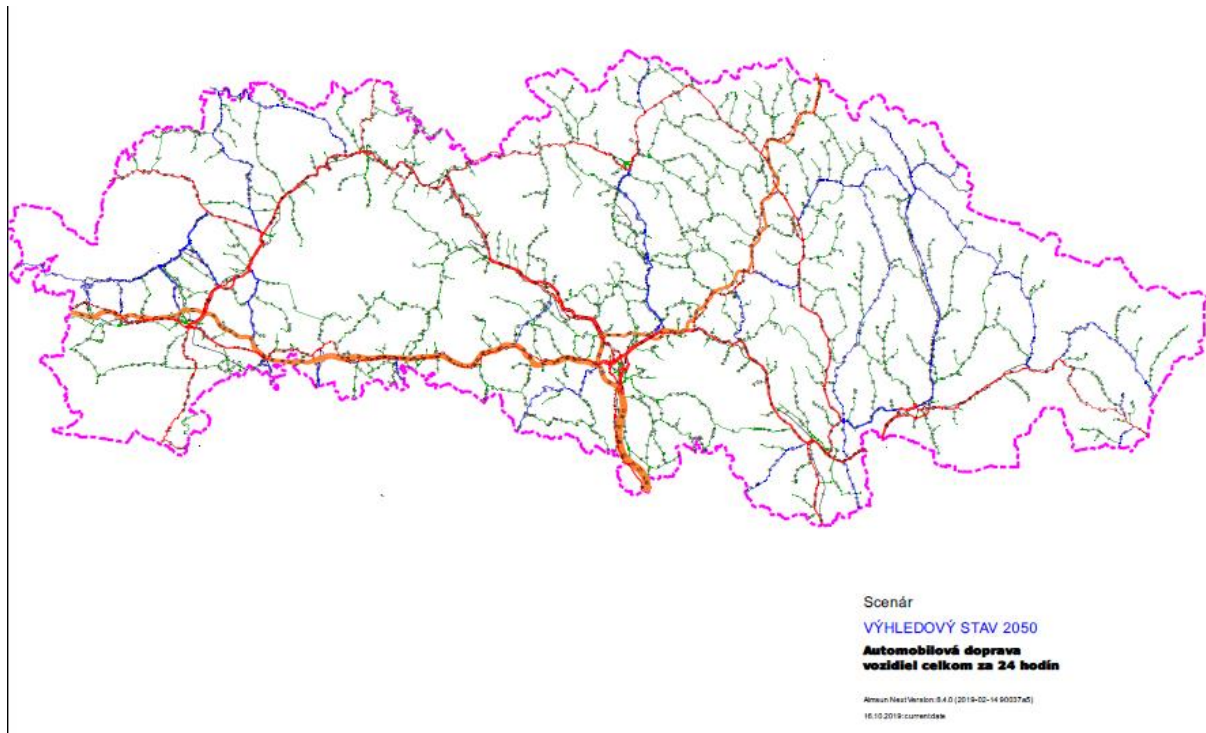 Scenár
VÝHLEDOVÝ STAV 2050
Automobilová doprava
vozidiel celkom za 24 hodín
Aimsun Next Version: 8.4.0 (2019-02-14 90037a5)
16.10.2019: currentdate